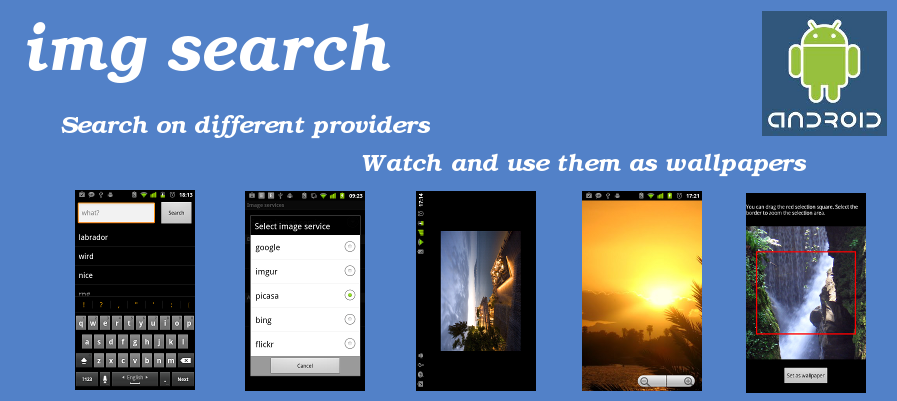 img search
ANDROID
Search on different providers
Watch and use them as wallpapers
18:13
what?
Search
labrador
wird
nice
! ? , " ' : ;
q w e r t y u i o p
a s d f g h j k l
z x c v b n m
?123 English . Next
09:23
Image services
Select image service
google
imgur
picasa
bing
flickr
Cancel
17:14
17:21
You can drag the red selection square. Select the
border to zoom the selection area.
Set as wallpaper